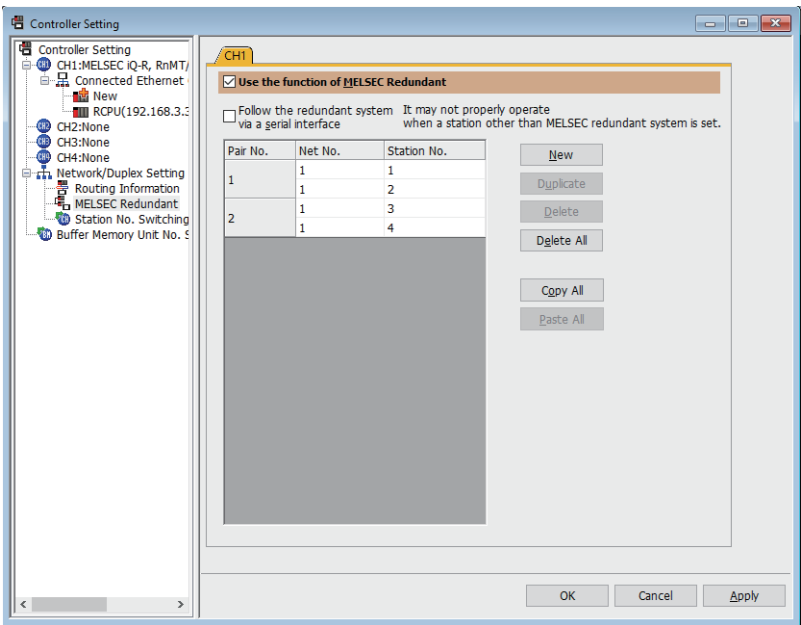 Controller Setting
Controller Setting
CH1:MELSEC iQ-R, RnMT/
Connected Ethernet
New
RCPU(192.168.3.3
CH2:None
CH3:None
CH4:None
Network/Duplex Setting
Routing Information
MELSEC Redundant
Station No. Switching
Buffer Memory Unit No. S
CH1
Use the function of MELSEC Redundant
Follow the redundant system
via a serial interface
It may not properly operate
when a station other than MELSEC redundant system is set.
Pair No. Net No. Station No.
1 1 1
1 2
2 1 3
1 4
New
Duplicate
Delete
Delete All
Copy All
Paste All
OK Cancel Apply